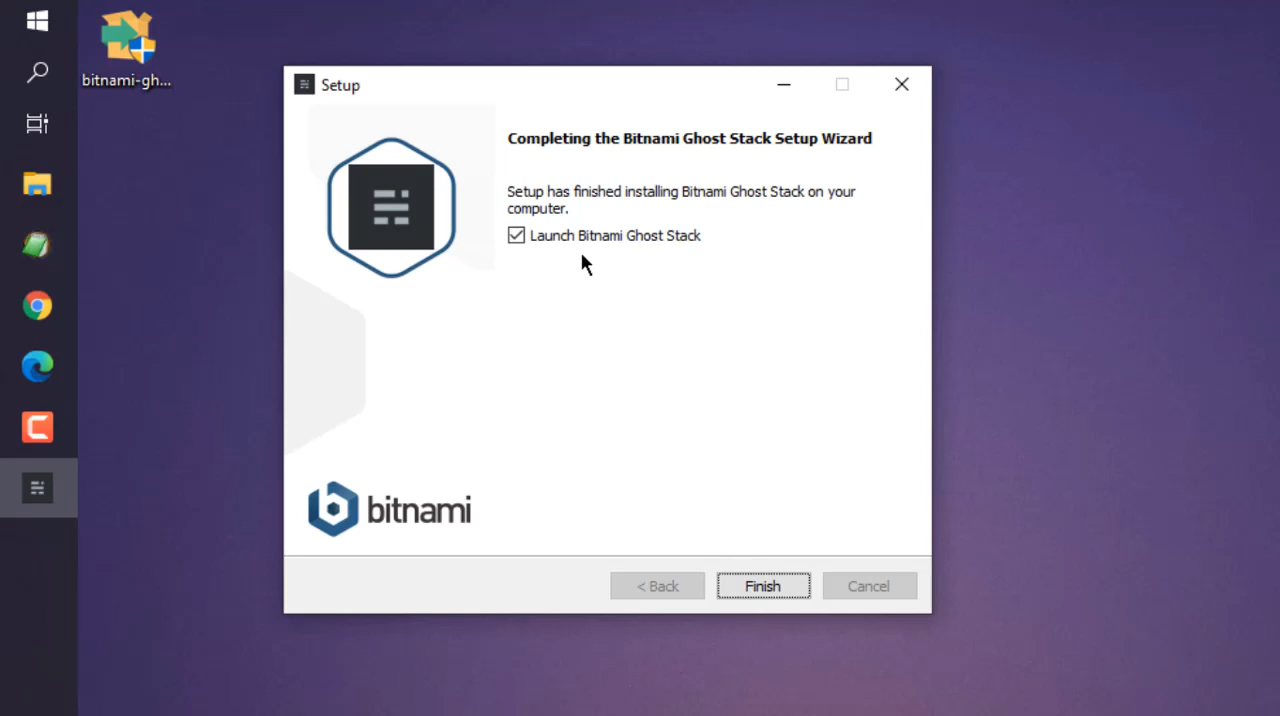 bitnami-gh...
Setup
Completing the Bitnami Ghost Stack Setup Wizard
Setup has finished installing Bitnami Ghost Stack on your
computer.
Launch Bitnami Ghost Stack
bitnami
< Back
Finish
Cancel